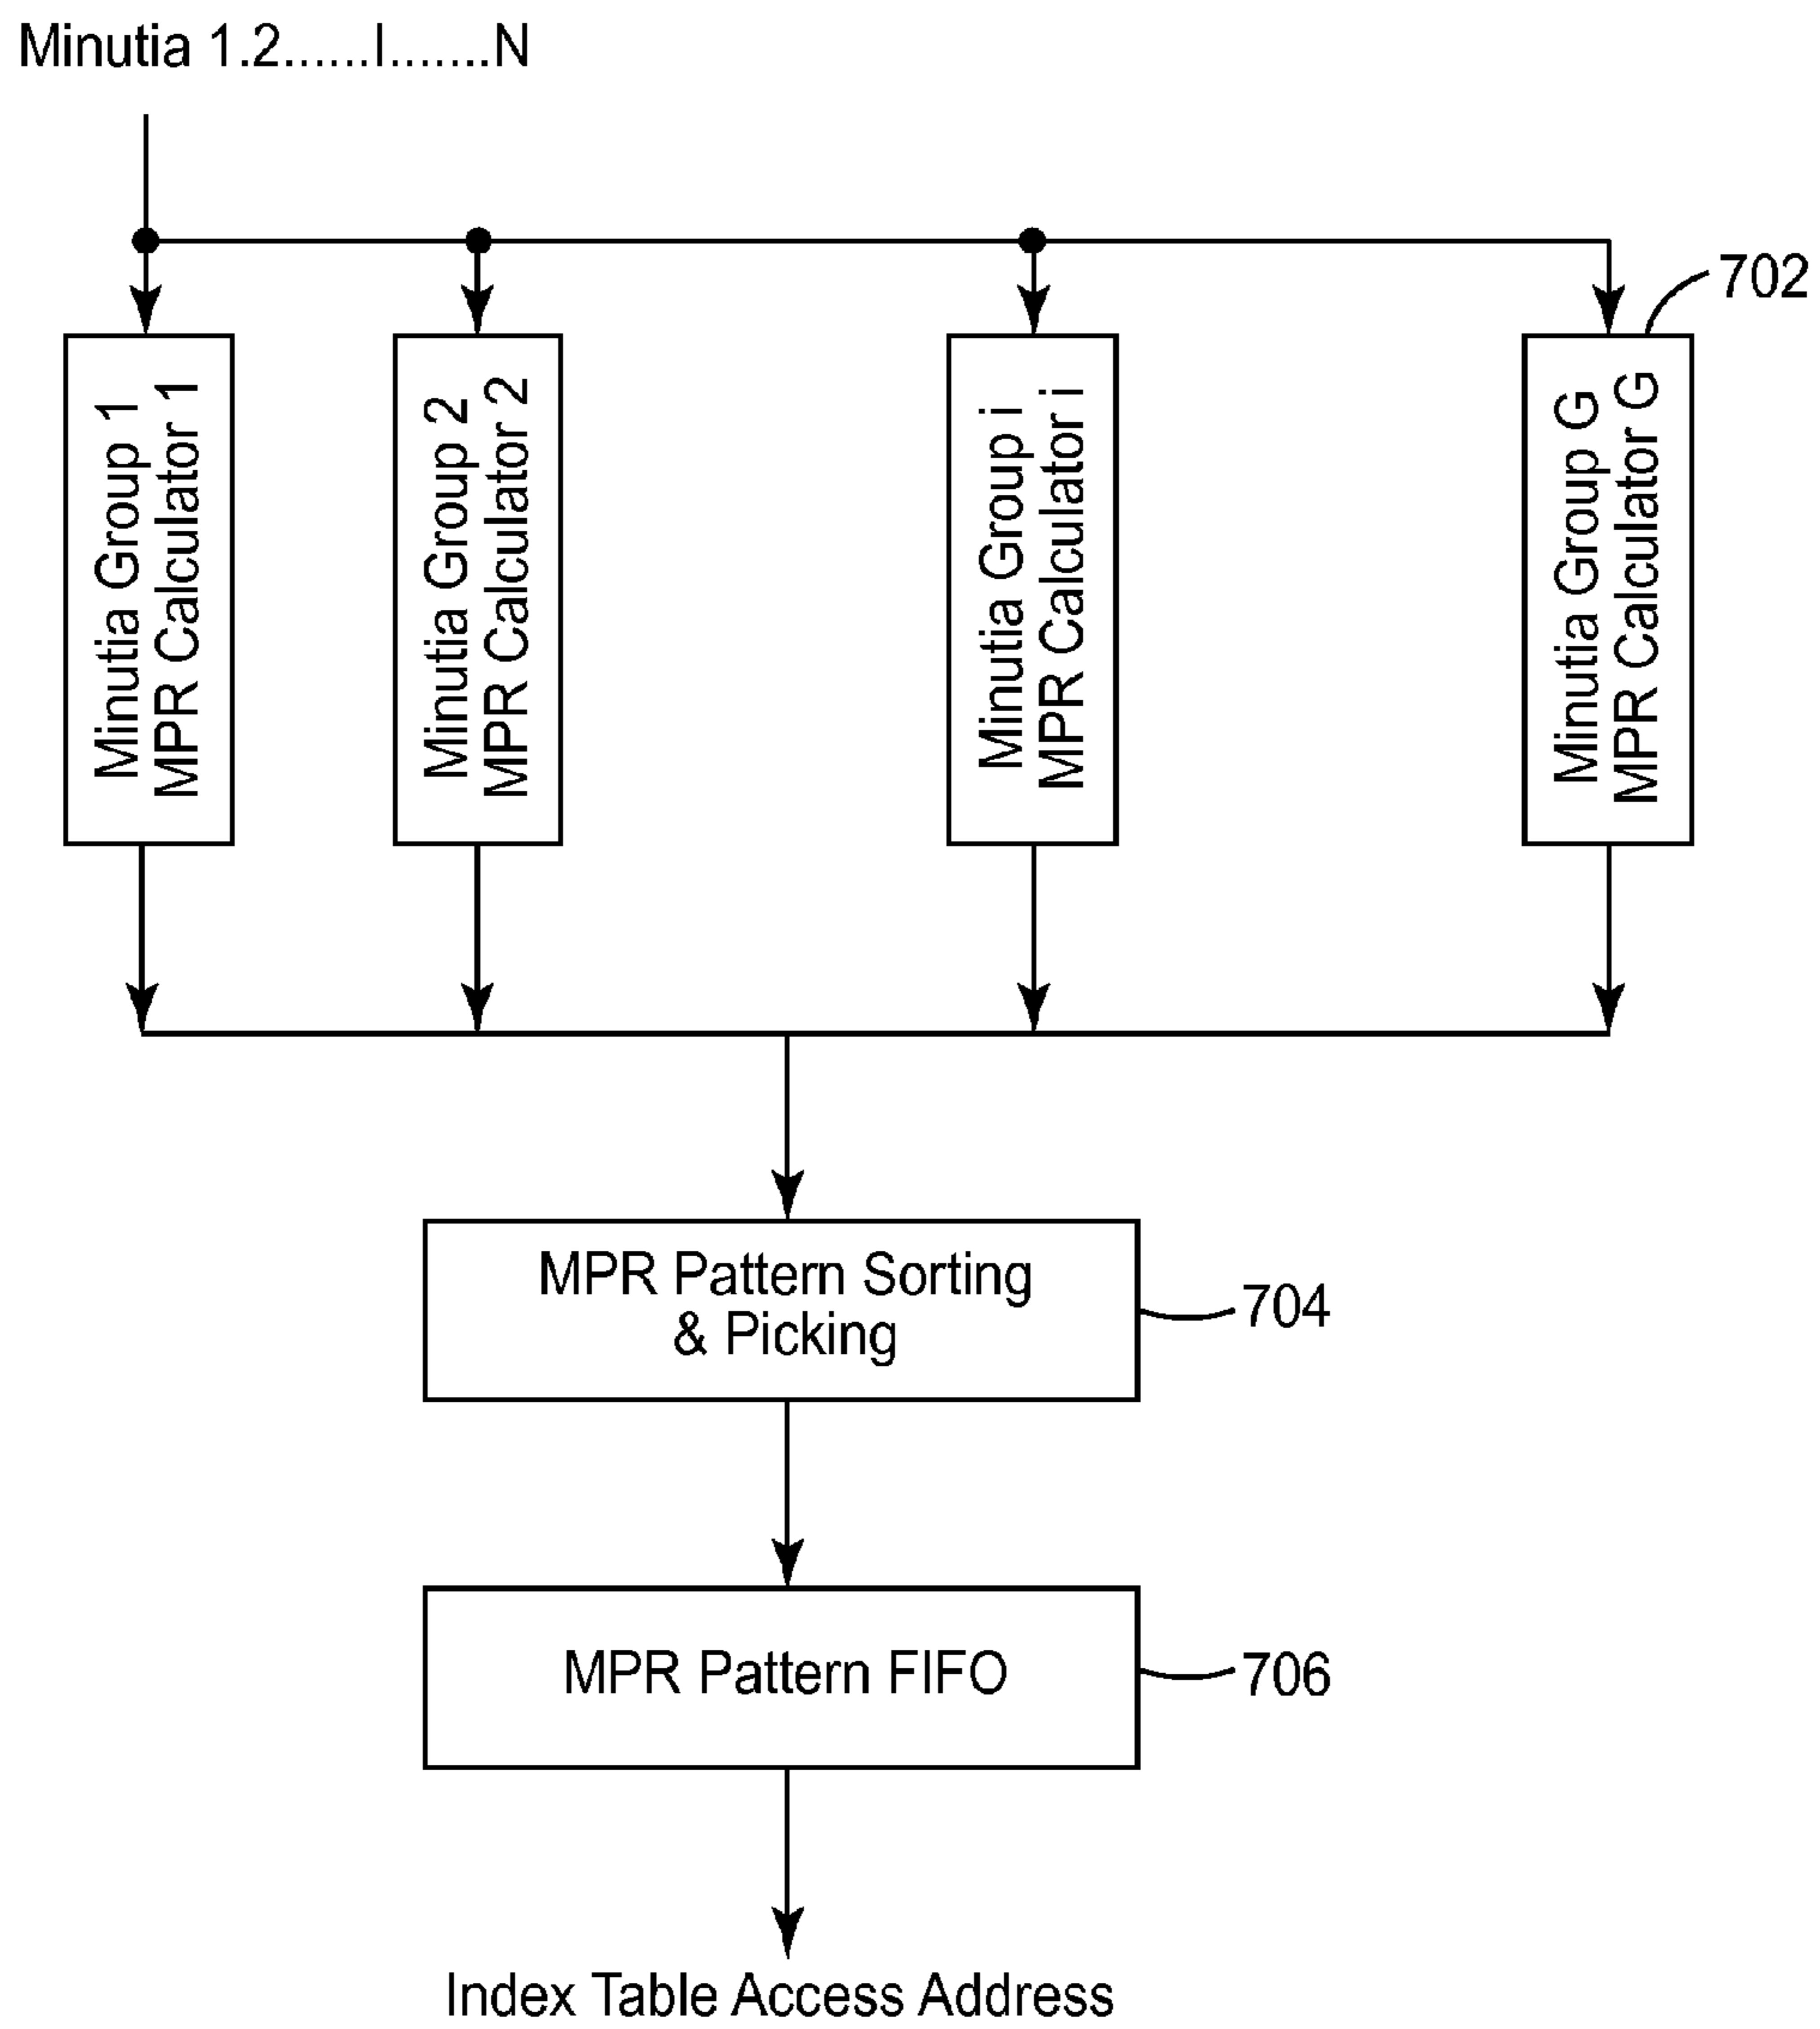 Minutia 1.2......I.......N
702
Minutia Group 1
MPR Calculator 1
Minutia Group 2
MPR Calculator 2
Minutia Group i
MPR Calculator i
Minutia Group G
MPR Calculator G
MPR Pattern Sorting
& Picking
704
MPR Pattern FIFO
706
Index Table Access Address